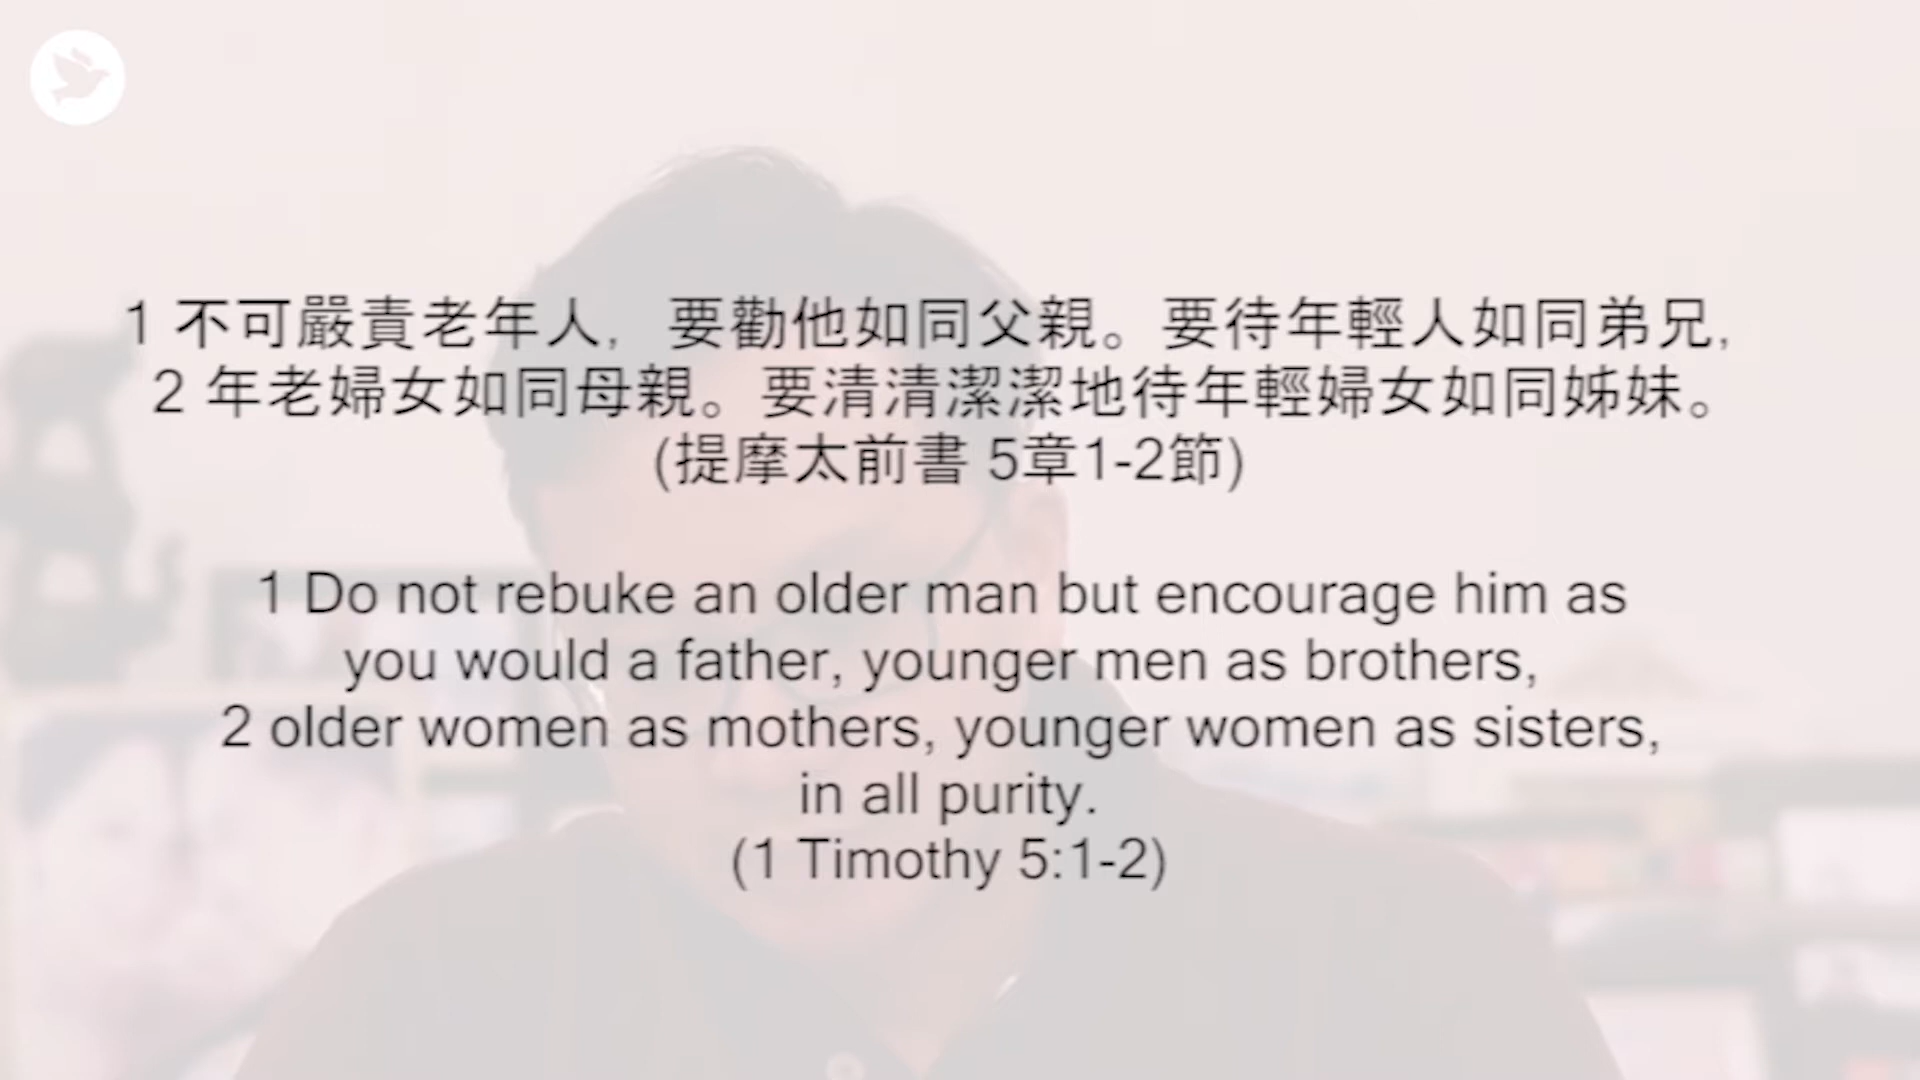 1 不可嚴責老年人，要勸他如同父親。要待年輕人如同弟兄，
2 年老婦女如同母親。要清清潔潔地待年輕婦女如同姊妹。
(提摩太前書 5章1-2節)
1 Do not rebuke an older man but encourage him as
you would a father, younger men as brothers,
2 older women as mothers, younger women as sisters,
in all purity.
(1 Timothy 5:1-2)